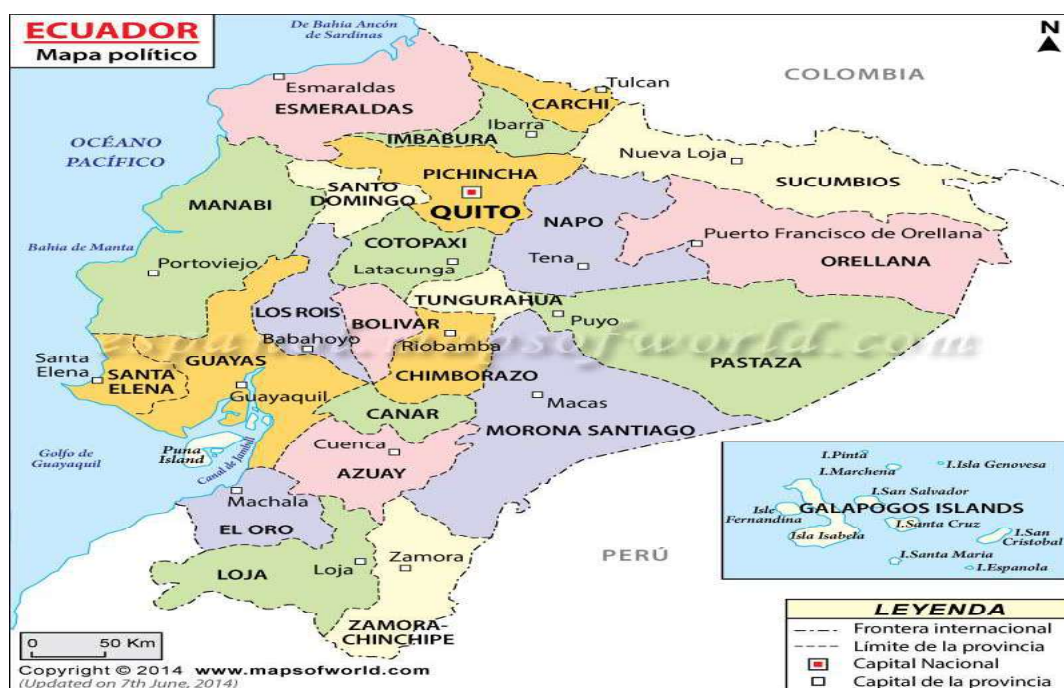 ECUADOR
Mapa político
De Bahia Ancón
de Sardinas
N
COLOMBIA
Tulcan
Esmaraldas
ESMERALDAS
CARCHI
Ibarra
IMBABURA
OCÉANO
PACÍFICO
Nueva Loja
PICHINCHA
SUCUMBIOS
SANTO
DOMINGO
MANABI
QUITO
NAPO
Puerto Francisco de Orellana
Bahia de Manta
COTOPAXI
Portoviejo
Latacunga
Tena
ORELLANA
TUNGURAHUA
LOS ROIS
BOLIVAR
Puyo
Babahoyo
Riobamba
espanol.mapsofworld.com
Santa
Elena
GUAYAS
PASTAZA
SANTA
ELENA
CHIMBORAZO
Guayaquil
Macas
CANAR
MORONA SANTIAGO
Golfo de
Guayaquil
Puna
Island
Canal de Jambeli
Cuenca
AZUAY
Machala
EL ORO
PERÚ
LOJA
Loja
Zamora
ZAMORA-
CHINCHIPE
I.Pinta
I.Isla Genovesa
I.Marchena
I.San Salvador
Isle
Fernandina
GALAPOGOS ISLANDS
I.Santa Cruz
Isla Isabela
I.San
Cristobal
I.Santa Maria
I.Espanola
LEYENDA
Frontera internacional
Límite de la provincia
Capital Nacional
Capital de la provincia
0 50 Km
Copyright © 2014 www.mapsofworld.com
(Updated on 7th June, 2014)